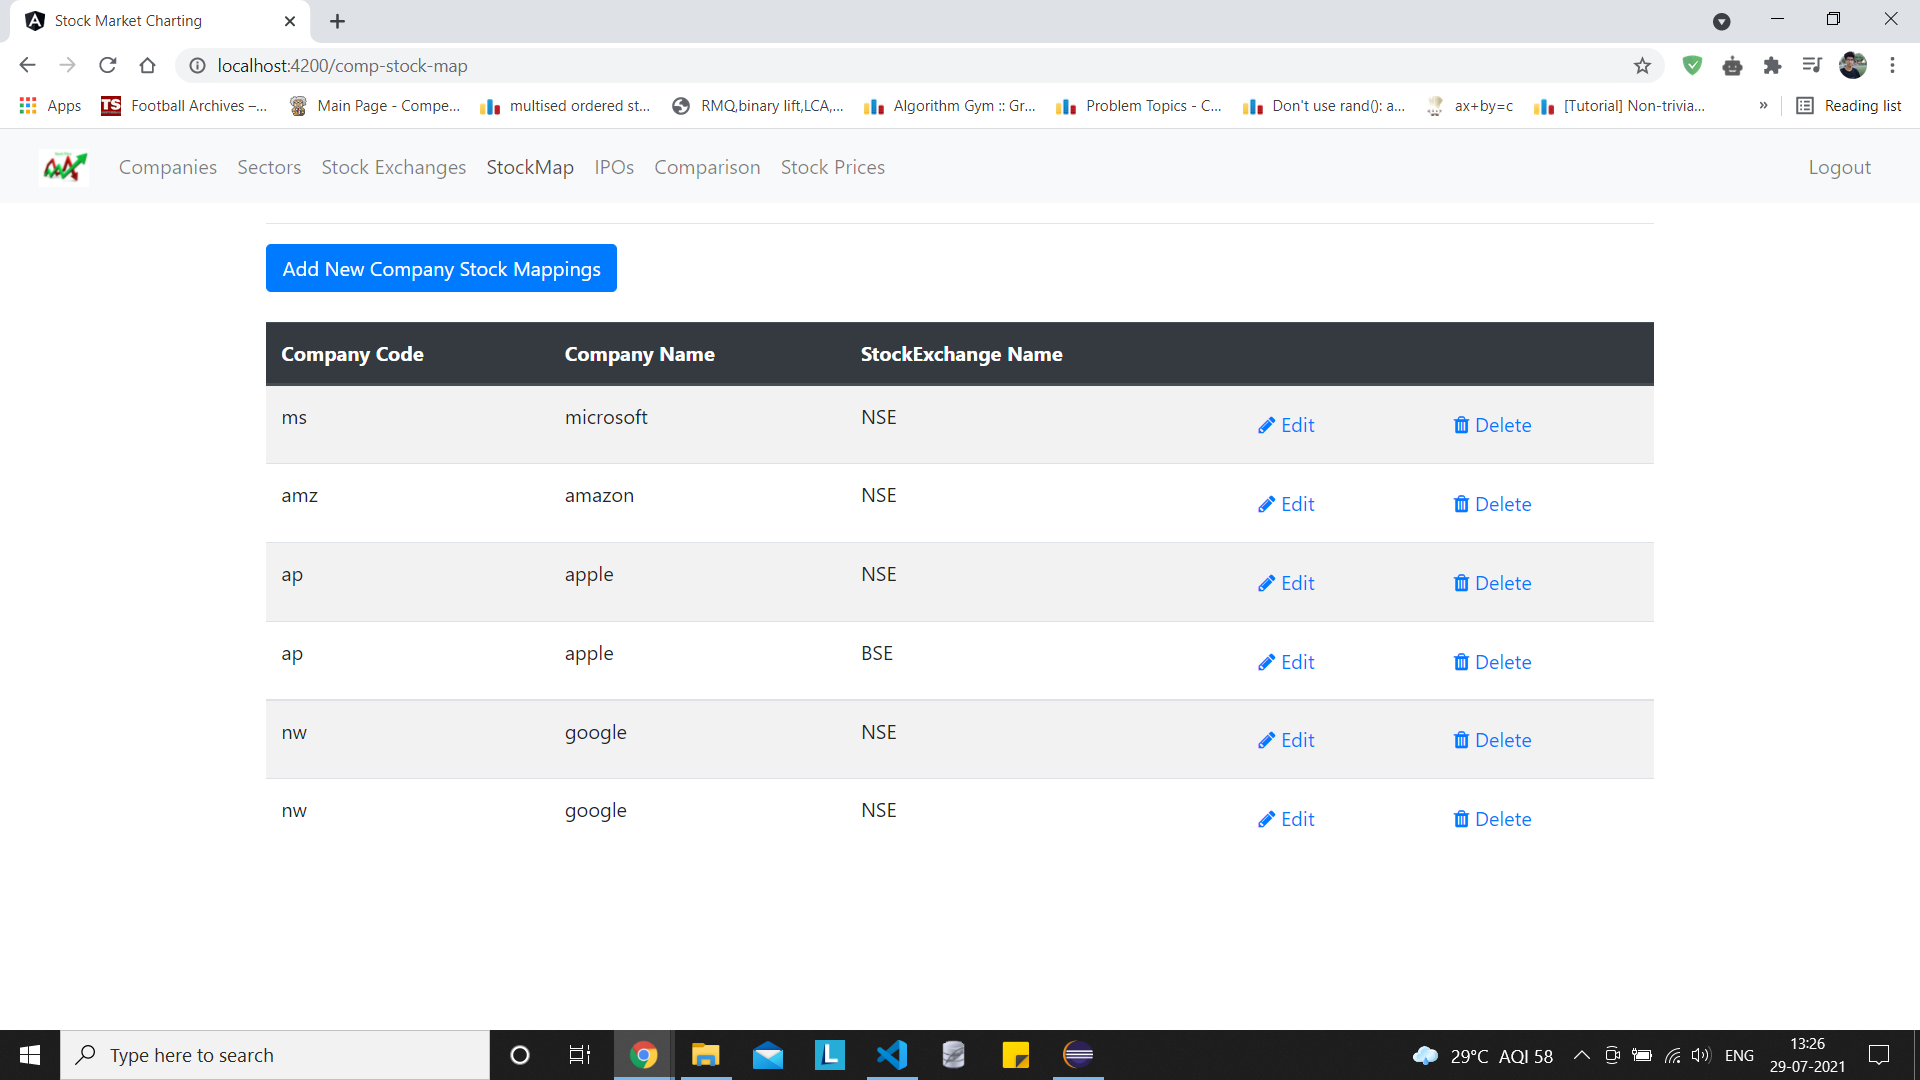 Stock Market Charting
localhost:4200/comp-stock-map
Apps TS Football Archives –... Main Page - Compe... multised ordered st... RMQ,binary lift,LCA,... Algorithm Gym :: Gr... Problem Topics - C... Don't use rand(): a... ax+by=c [Tutorial] Non-trivia... » Reading list
Companies Sectors Stock Exchanges StockMap IPOs Comparison Stock Prices Logout
Add New Company Stock Mappings
Company Code Company Name StockExchange Name
ms microsoft NSE Edit Delete
amz amazon NSE Edit Delete
ap apple NSE Edit Delete
ap apple BSE Edit Delete
nw google NSE Edit Delete
nw google NSE Edit Delete
Type here to search L 29°C AQI 58 ENG 13:26
29-07-2021